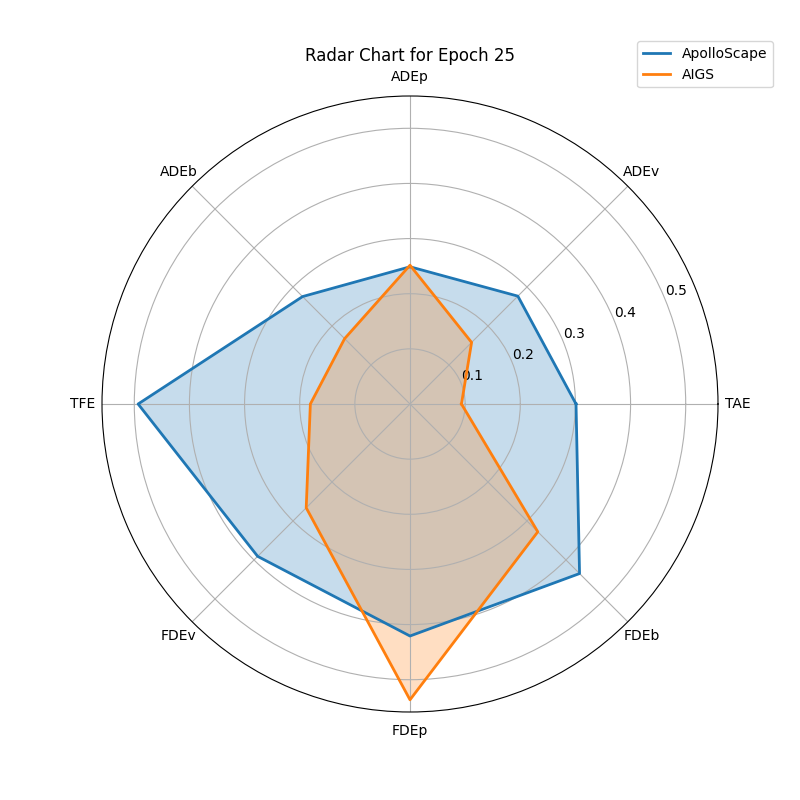 ApolloScape
AIGS
Radar Chart for Epoch 25
ADEp
ADEb
ADEv
0.5
0.4
0.3
0.2
0.1
TFE
TAE
FDEv
FDEb
FDEp